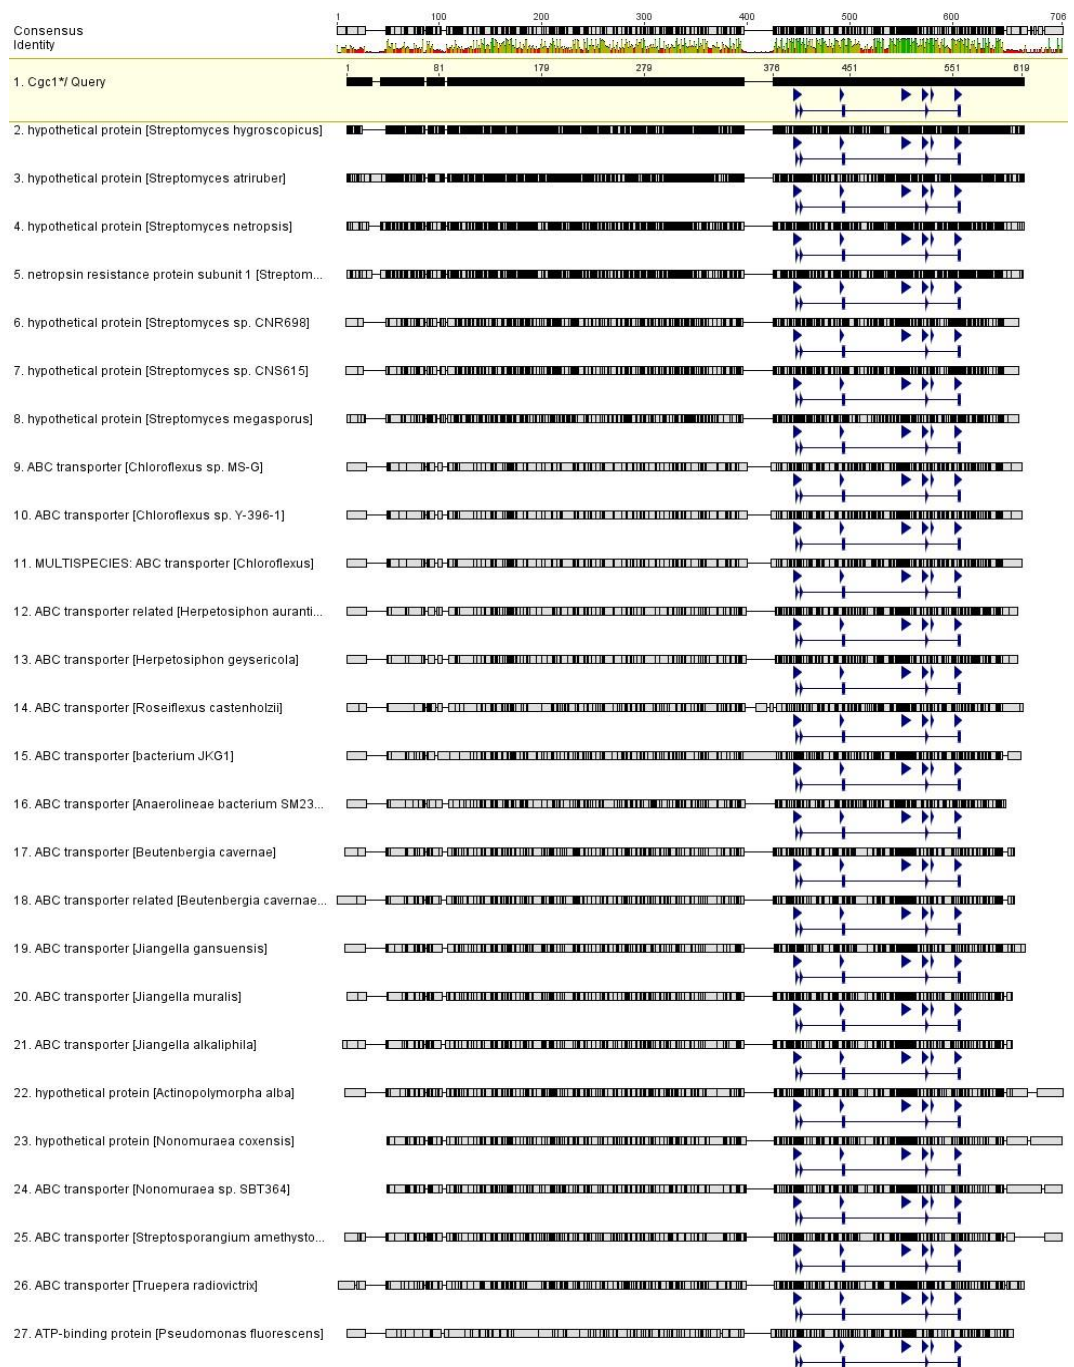 1 100 200 300 400 500 600 706
Consensus
Identity
1 81 179 279 376 451 551 619
1. Cgc1*/ Query
2. hypothetical protein [Streptomyces hygroscopicus]
3. hypothetical protein [Streptomyces atriruber]
4. hypothetical protein [Streptomyces netropsis]
5. netropsin resistance protein subunit 1 [Streptom...
6. hypothetical protein [Streptomyces sp. CNR698]
7. hypothetical protein [Streptomyces sp. CNS615]
8. hypothetical protein [Streptomyces megasporus]
9. ABC transporter [Chloroflexus sp. MS-G]
10. ABC transporter [Chloroflexus sp. Y-396-1]
11. MULTISPECIES: ABC transporter [Chloroflexus]
12. ABC transporter related [Herpetosiphon auranti...
13. ABC transporter [Herpetosiphon geysericola]
14. ABC transporter [Roseiflexus castenholzii]
15. ABC transporter [bacterium JKG1]
16. ABC transporter [Anaerolineae bacterium SM23...
17. ABC transporter [Beutenbergia cavernae]
18. ABC transporter related [Beutenbergia cavernae...
19. ABC transporter [Jiangella gansuensis]
20. ABC transporter [Jiangella muralis]
21. ABC transporter [Jiangella alkaliphila]
22. hypothetical protein [Actinopolymorpha alba]
23. hypothetical protein [Nonomuraea coxensis]
24. ABC transporter [Nonomuraea sp. SBT364]
25. ABC transporter [Streptosporangium amethysto...
26. ABC transporter [Truepera radiovictrix]
27. ATP-binding protein [Pseudomonas fluorescens]